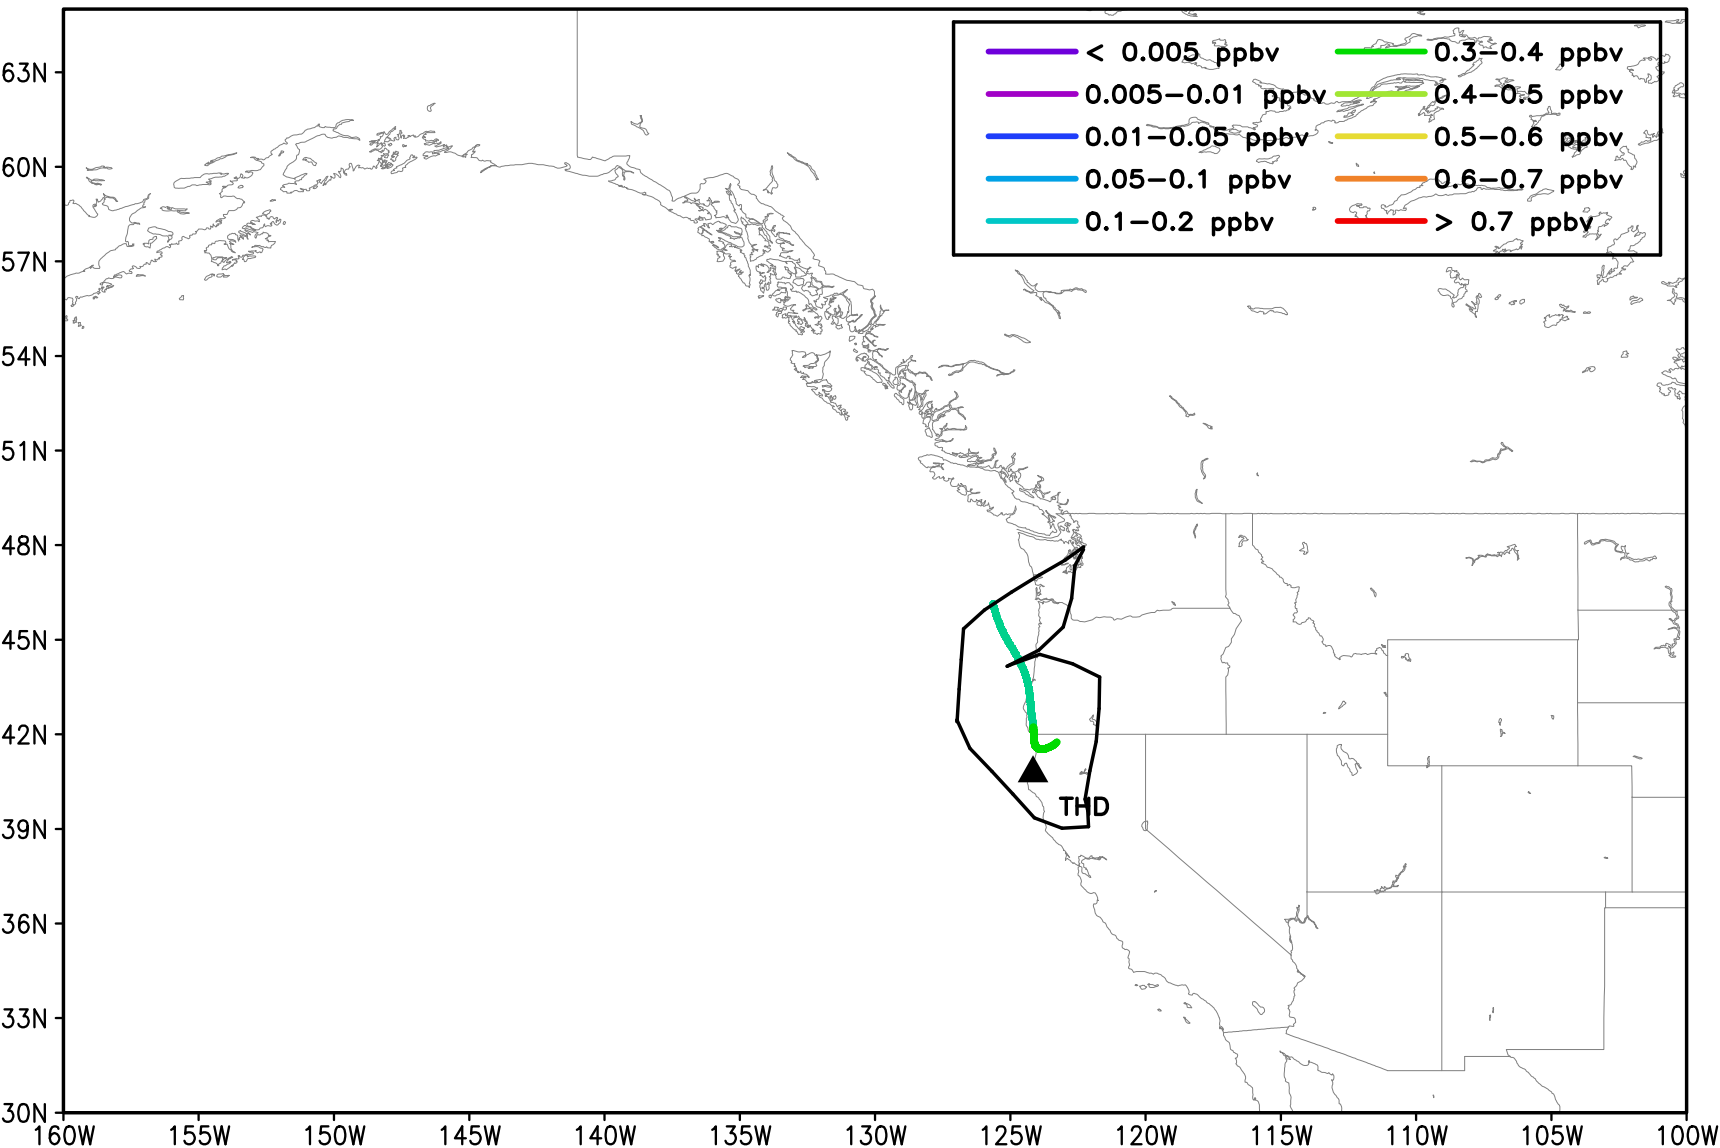 < 0.005 ppbv
0.005-0.01 ppbv
0.01-0.05 ppbv
0.05-0.1 ppbv
0.1-0.2 ppbv
0.3-0.4 ppbv
0.4-0.5 ppbv
0.5-0.6 ppbv
0.6-0.7 ppbv
> 0.7 ppbv
63N
60N
57N
54N
51N
48N
45N
42N
39N
36N
33N
30N
THD
160W 155W 150W 145W 140W 135W 130W 125W 120W 115W 110W 105W 100W